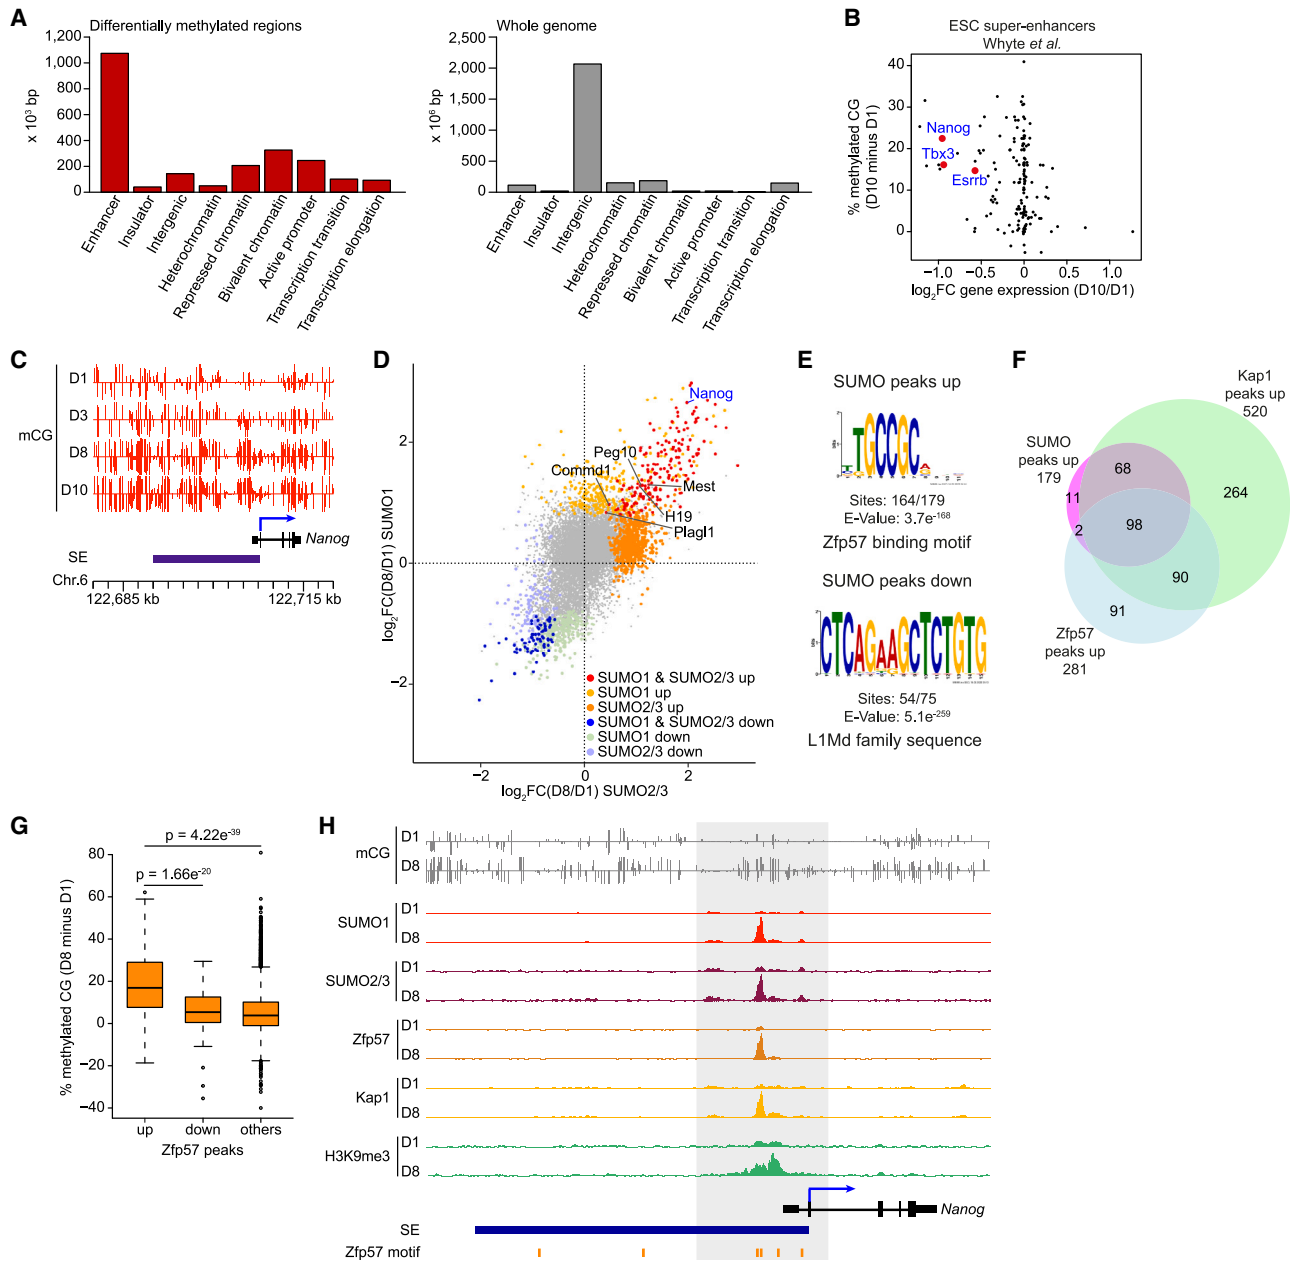 A
Differentially methylated regions
1,200
1,000
800
600
400
200
0
x 10³ bp
Enhancer
Insulator
Intergenic
Heterochromatin
Repressed chromatin
Bivalent chromatin
Active promoter
Transcription transition
Transcription elongation
Whole genome
2,500
2,000
1,500
1,000
500
0
x 10⁶ bp
Enhancer
Insulator
Intergenic
Heterochromatin
Repressed chromatin
Bivalent chromatin
Active promoter
Transcription transition
Transcription elongation
B
ESC super-enhancers
Whyte et al.
% methylated CG
(D10 minus D1)
40
30
20
10
0
Nanog
Tbx3
Esrrb
−1.0 −0.5 0 0.5 1.0
log₂FC gene expression (D10/D1)
C
mCG
D1
D3
D8
D10
Nanog
SE
Chr.6
122,685 kb 122,715 kb
D
log₂FC(D8/D1) SUMO1
2
0
−2
Nanog
Peg10
Commd1
Mest
H19
Plagl1
SUMO1 & SUMO2/3 up
SUMO1 up
SUMO2/3 up
SUMO1 & SUMO2/3 down
SUMO1 down
SUMO2/3 down
−2 0 2
log₂FC(D8/D1) SUMO2/3
E
SUMO peaks up
TGCCGC
Sites: 164/179
E-Value: 3.7e⁻¹⁶⁸
Zfp57 binding motif
SUMO peaks down
CTCAGAAGCTCTGTG
Sites: 54/75
E-Value: 5.1e⁻²⁵⁹
L1Md family sequence
F
Kap1
peaks up
520
SUMO
peaks up
179
68
264
11
2
98
90
91
Zfp57
peaks up
281
G
p = 4.22e⁻³⁹
p = 1.66e⁻²⁰
% methylated CG (D8 minus D1)
80
60
40
20
0
−20
−40
up down others
Zfp57 peaks
H
mCG
D1
D8
SUMO1
D1
D8
SUMO2/3
D1
D8
Zfp57
D1
D8
Kap1
D1
D8
H3K9me3
D1
D8
Nanog
SE
Zfp57 motif